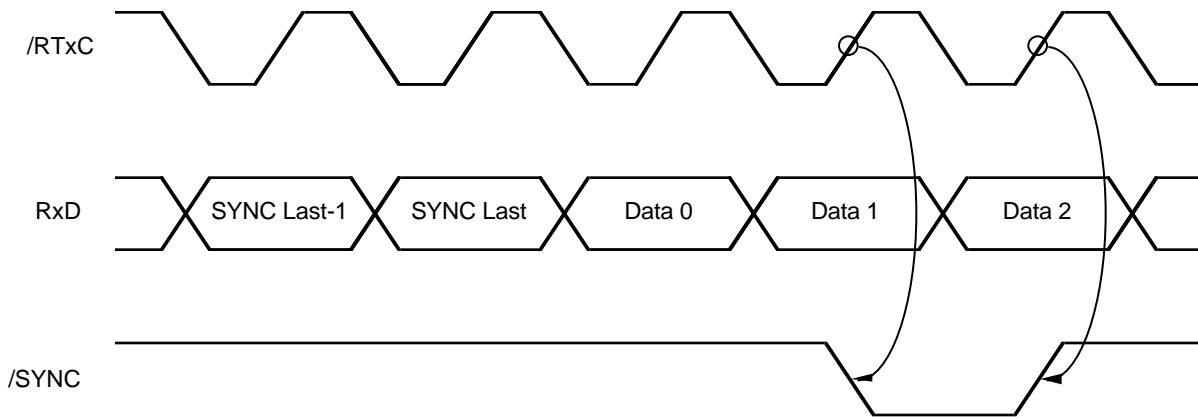 /RTxC
RxD
SYNC Last-1
SYNC Last
Data 0
Data 1
Data 2
/SYNC